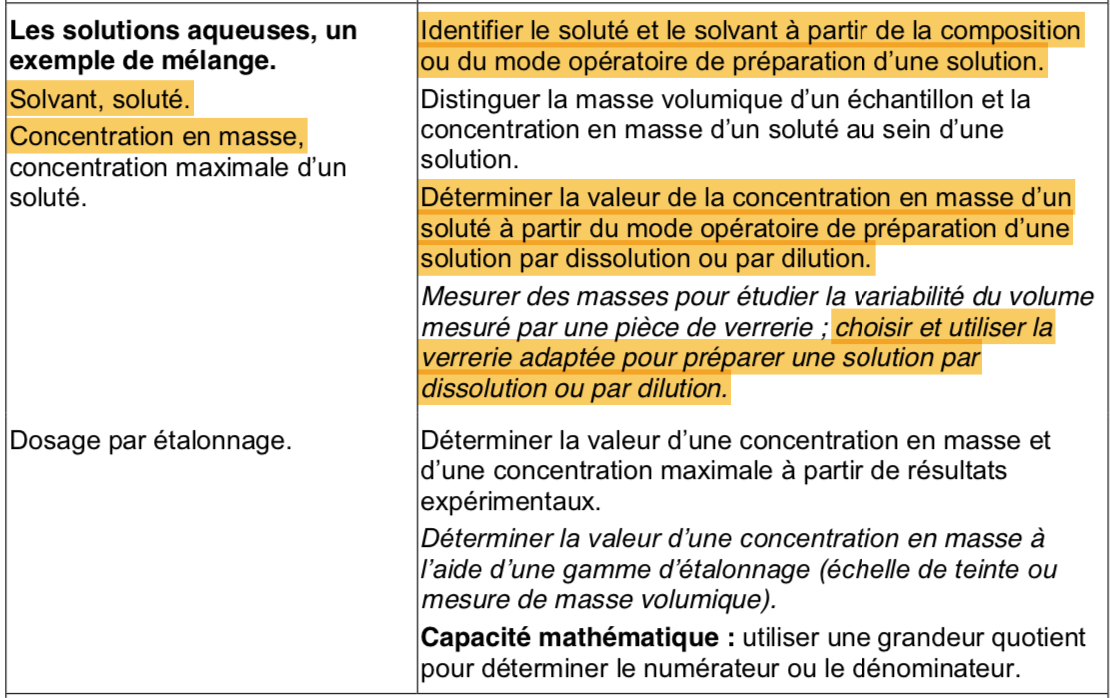 Les solutions aqueuses, un
exemple de mélange.
Solvant, soluté.
Concentration en masse,
concentration maximale d'un
soluté.
Identifier le soluté et le solvant à partir de la composition
ou du mode opératoire de préparation d'une solution.
Distinguer la masse volumique d'un échantillon et la
concentration en masse d'un soluté au sein d'une
solution.
Déterminer la valeur de la concentration en masse d'un
soluté à partir du mode opératoire de préparation d'une
solution par dissolution ou par dilution.
Mesurer des masses pour étudier la variabilité du volume
mesuré par une pièce de verrerie ; choisir et utiliser la
verrerie adaptée pour préparer une solution par
dissolution ou par dilution.
Dosage par étalonnage.
Déterminer la valeur d'une concentration en masse et
d'une concentration maximale à partir de résultats
expérimentaux.
Déterminer la valeur d'une concentration en masse à
l'aide d'une gamme d'étalonnage (échelle de teinte ou
mesure de masse volumique).
Capacité mathématique : utiliser une grandeur quotient
pour déterminer le numérateur ou le dénominateur.